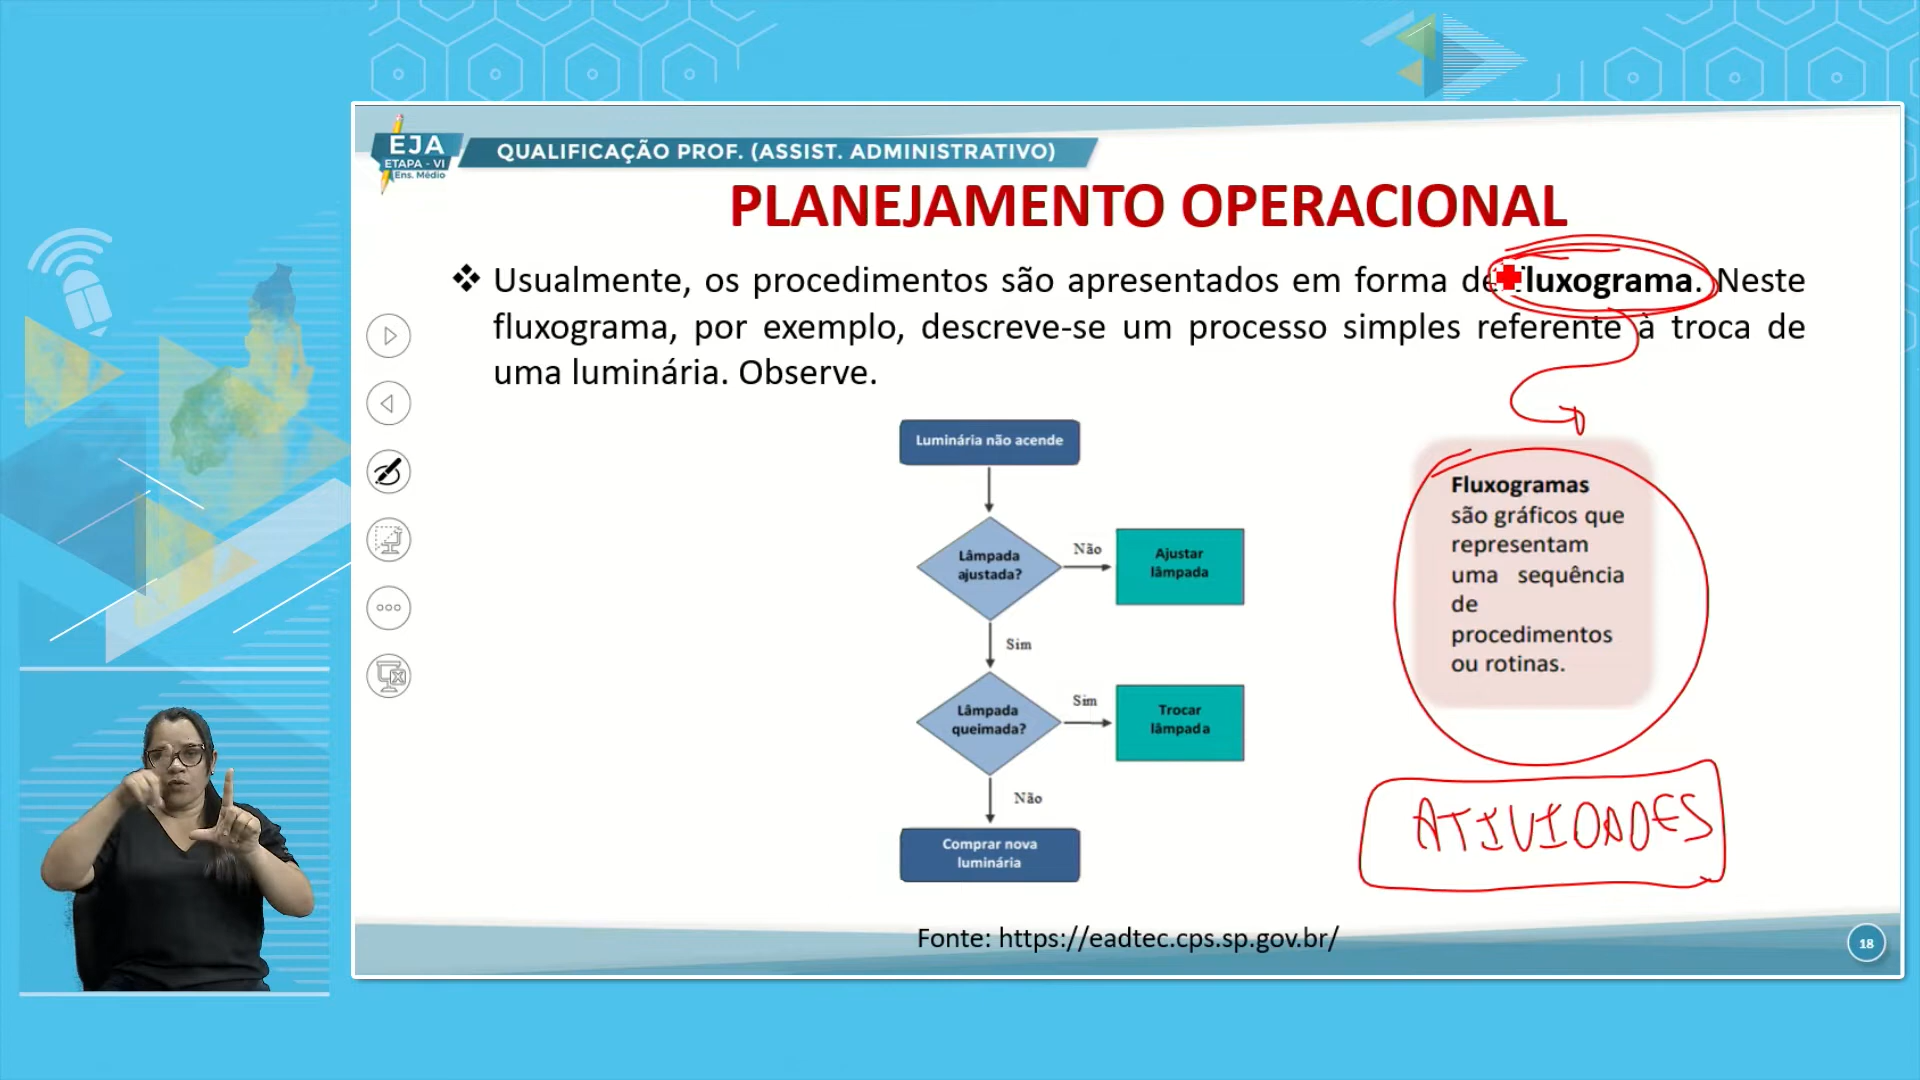 EJA
ETAPA - VI
Ens. Médio
QUALIFICAÇÃO PROF. (ASSIST. ADMINISTRATIVO)
PLANEJAMENTO OPERACIONAL
❖ Usualmente, os procedimentos são apresentados em forma de fluxograma. Neste
fluxograma, por exemplo, descreve-se um processo simples referente à troca de
uma luminária. Observe.
Luminária não acende
Lâmpada
ajustada?
Não
Ajustar
lâmpada
Sim
Lâmpada
queimada?
Sim
Trocar
lâmpada
Não
Comprar nova
luminária
Fluxogramas
são gráficos que
representam
uma sequência
de
procedimentos
ou rotinas.
ATIVIDADES
Fonte: https://eadtec.cps.sp.gov.br/
18